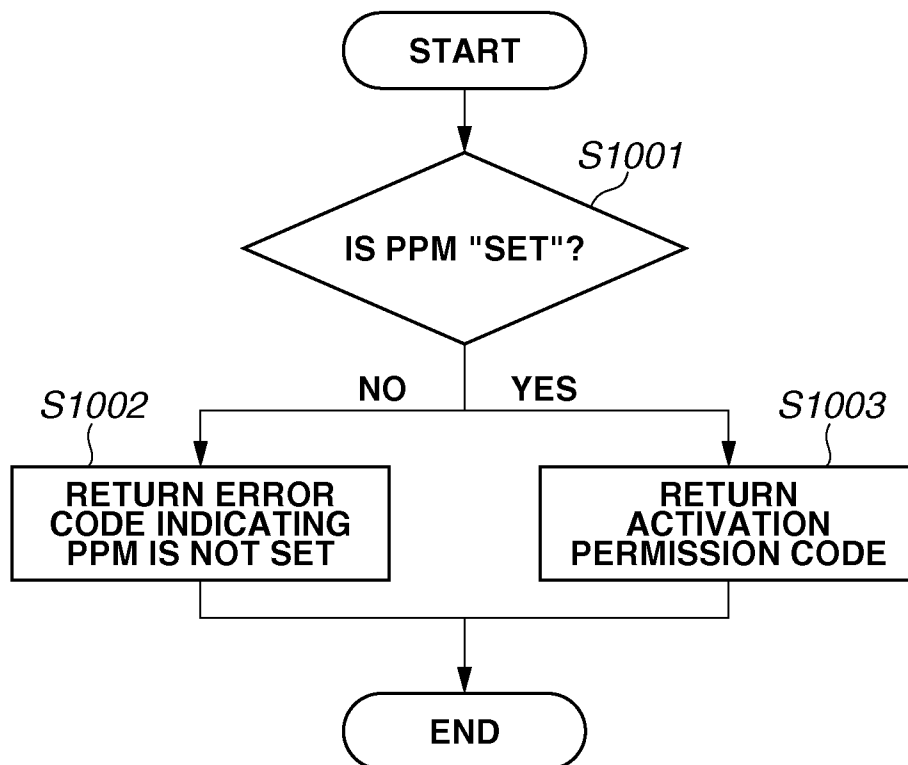 START
S1001
IS PPM "SET"?
NO
YES
S1002
S1003
RETURN ERROR
CODE INDICATING
PPM IS NOT SET
RETURN
ACTIVATION
PERMISSION CODE
END